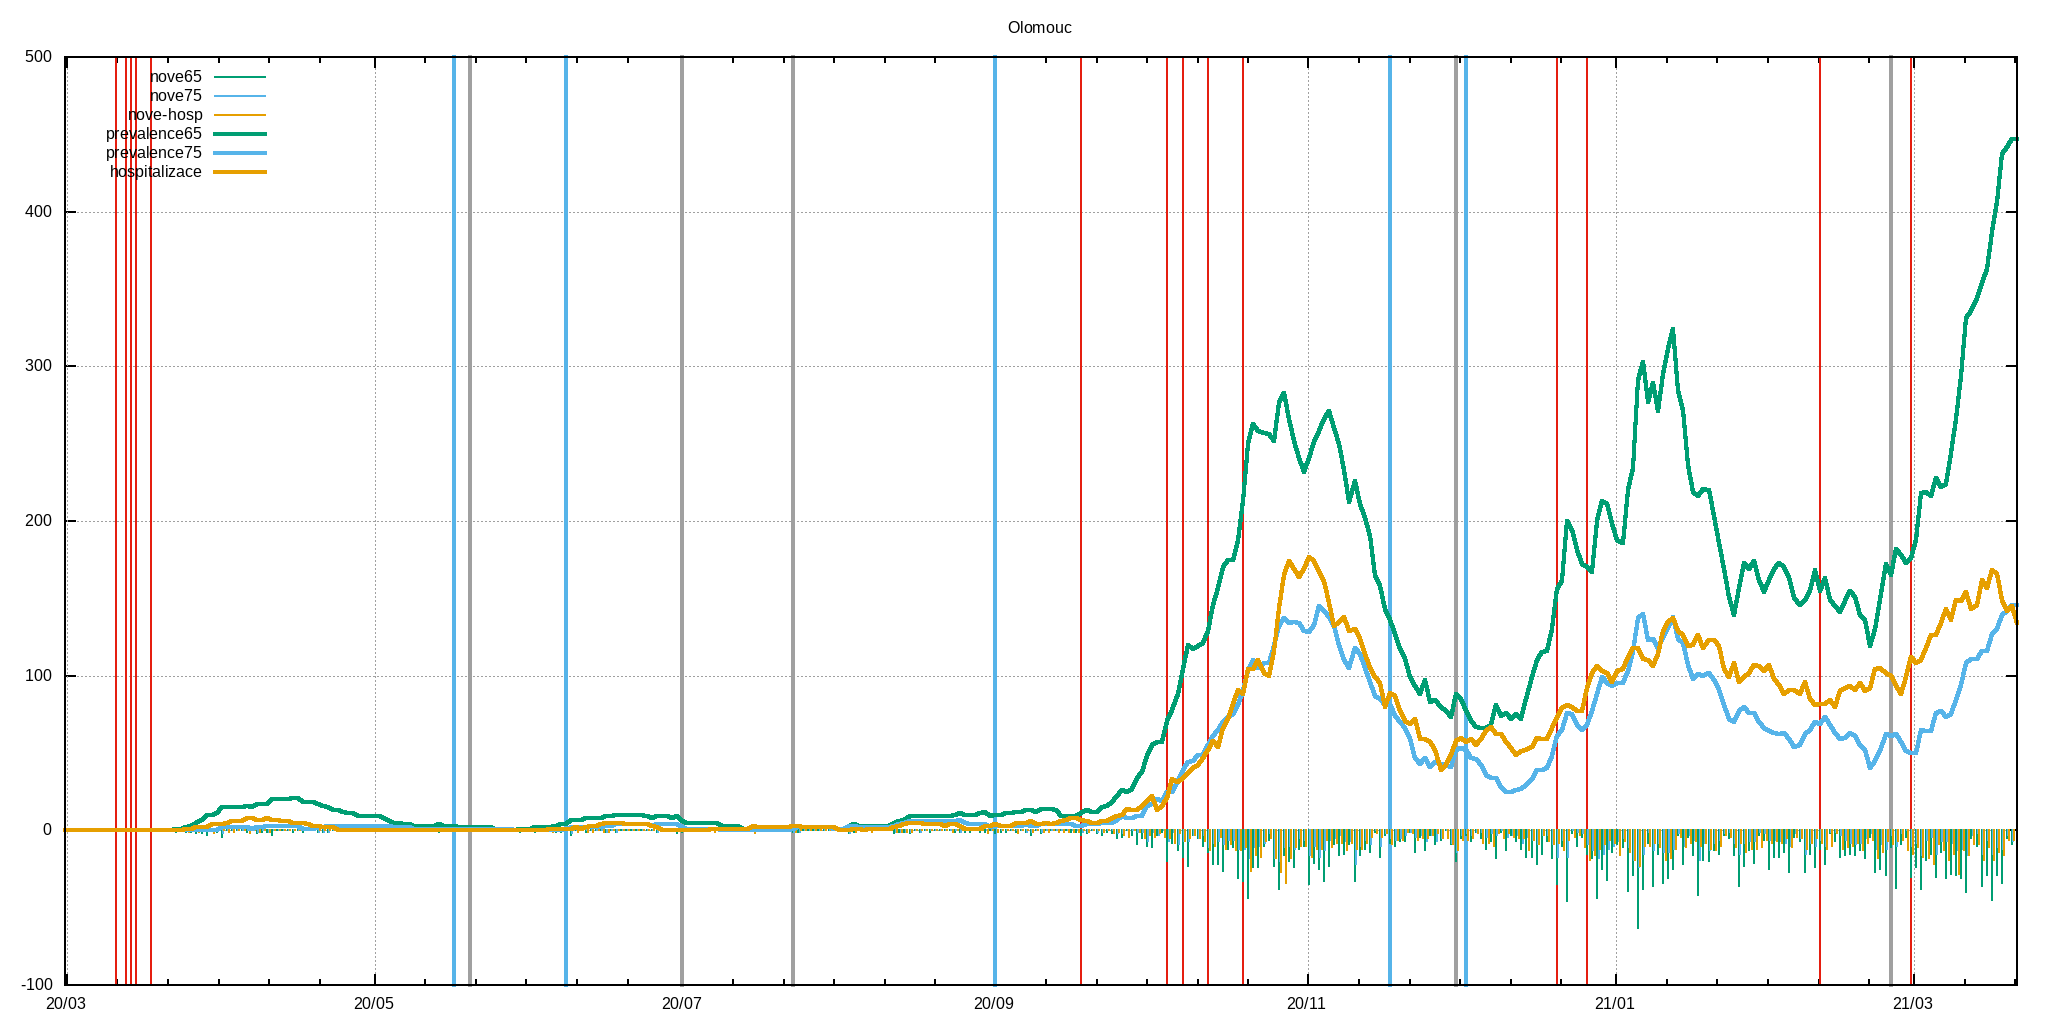 Olomouc
500
nove65
nove75
nove-hosp
prevalence65
prevalence75
hospitalizace
400
300
200
100
0
-100
20/03 20/05 20/07 20/09 20/11 21/01 21/03